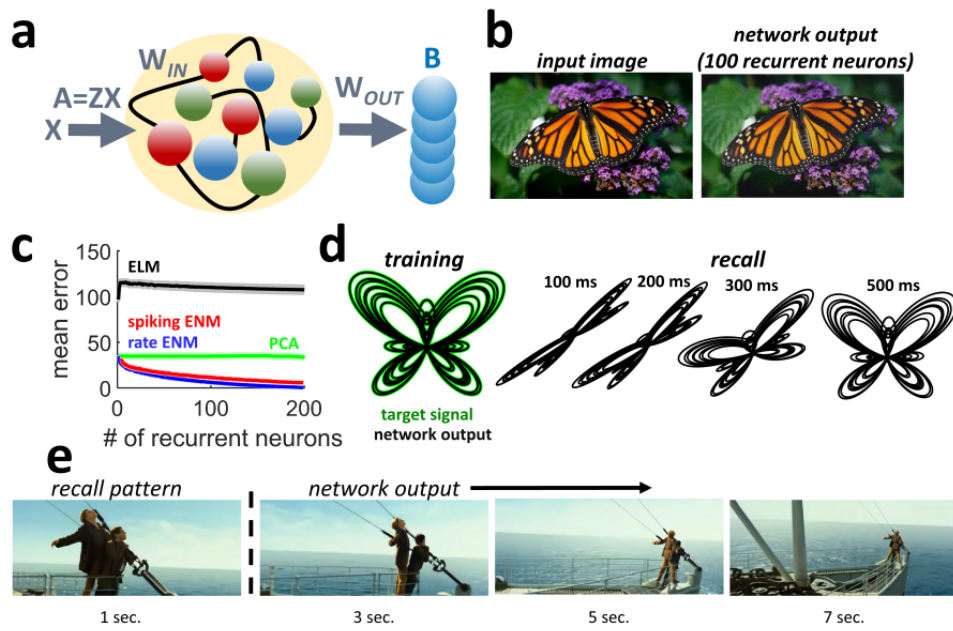 a
W_IN
A=ZX
X
W_OUT
B
b
input image
network output
(100 recurrent neurons)
c
mean error
150
100
50
0
ELM
spiking ENM
rate ENM
PCA
0
100
200
# of recurrent neurons
d
training
target signal
network output
recall
100 ms
200 ms
300 ms
500 ms
e
recall pattern
network output
1 sec.
3 sec.
5 sec.
7 sec.